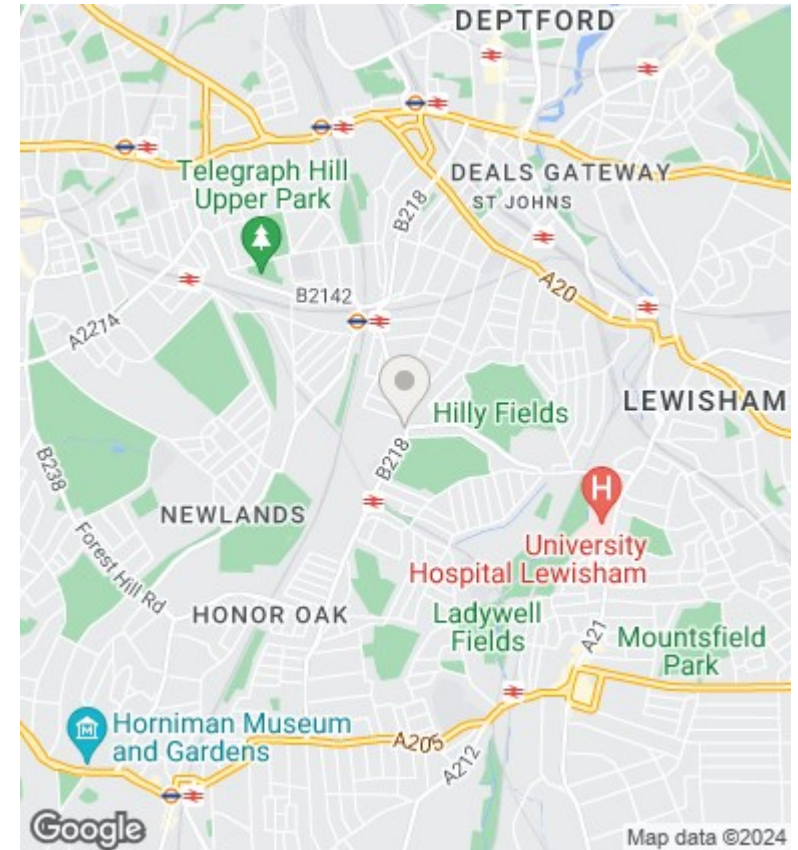 DEPTFORD
Telegraph Hill
Upper Park
DEALS GATEWAY
ST JOHNS
B218
A20
B2142
A2214
Hilly Fields
LEWISHAM
B218
B238
H
NEWLANDS
University
Hospital Lewisham
Forest Hill Rd
HONOR OAK
Ladywell
Fields
A21
Mountsfield
Park
Horniman Museum
and Gardens
A205
A212
Google
Map data ©2024